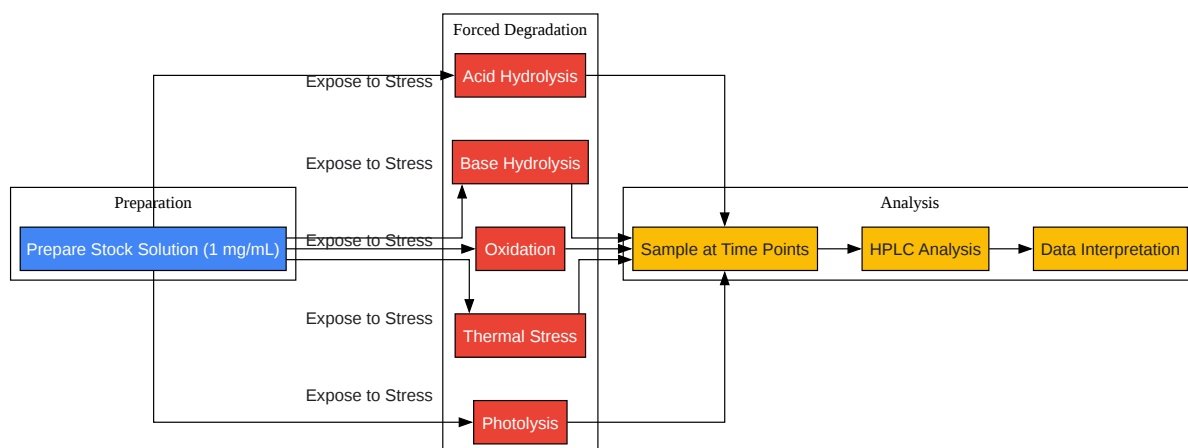 Forced Degradation
Expose to Stress
Acid Hydrolysis
Expose to Stress
Base Hydrolysis
Preparation
Analysis
Prepare Stock Solution (1 mg/mL)
Expose to Stress
Oxidation
Sample at Time Points
HPLC Analysis
Data Interpretation
Expose to Stress
Thermal Stress
Expose to Stress
Photolysis